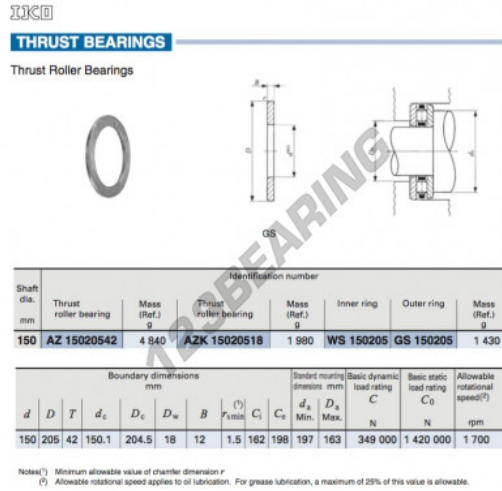 IKO
THRUST BEARINGS
Thrust Roller Bearings
B
r
D
d
GS
123BEARING
Identification number
Shaft dia. mm
Thrust roller bearing
Mass (Ref.) g
Thrust roller bearing
Mass (Ref.) g
Inner ring
Outer ring
Mass (Ref.) g
150 AZ 15020542 4 840 AZK 15020518 1 980 WS 150205 GS 150205 1 430
Boundary dimensions mm
Standard mounting dimensions mm
Basic dynamic load rating C N
Basic static load rating C0 N
Allowable rotational speed(2) rpm
d D T dc Dc Dw B rs min(1) Ci Ce da Min. Da Max.
150 205 42 150.1 204.5 18 12 1.5 162 198 197 163 349 000 1 420 000 1 700
Notes(1) Minimum allowable value of chamfer dimension r
(2) Allowable rotational speed applies to oil lubrication. For grease lubrication, a maximum of 25% of this value is allowable.